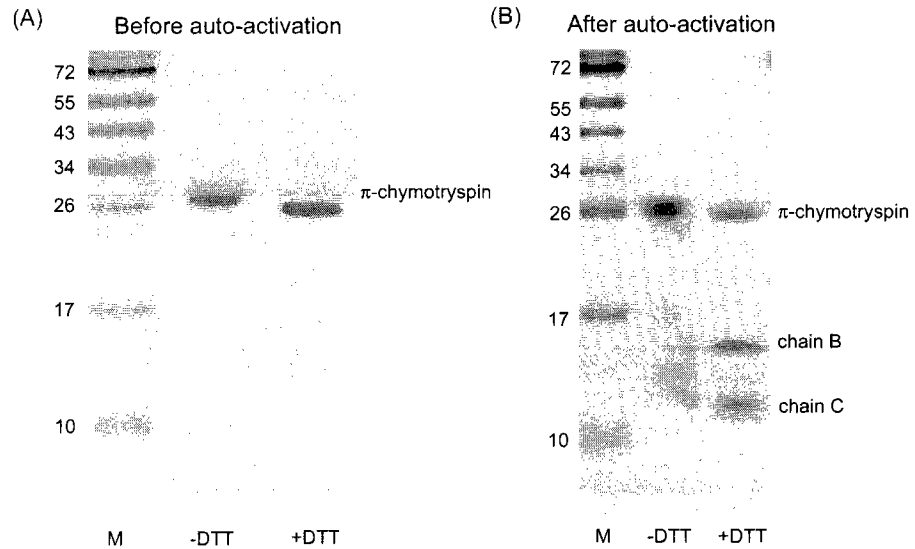 (A)
Before auto-activation
72
55
43
34
26
17
10
π-chymotryspin
M -DTT +DTT
(B)
After auto-activation
72
55
43
34
26
17
10
π-chymotryspin
chain B
chain C
M -DTT +DTT